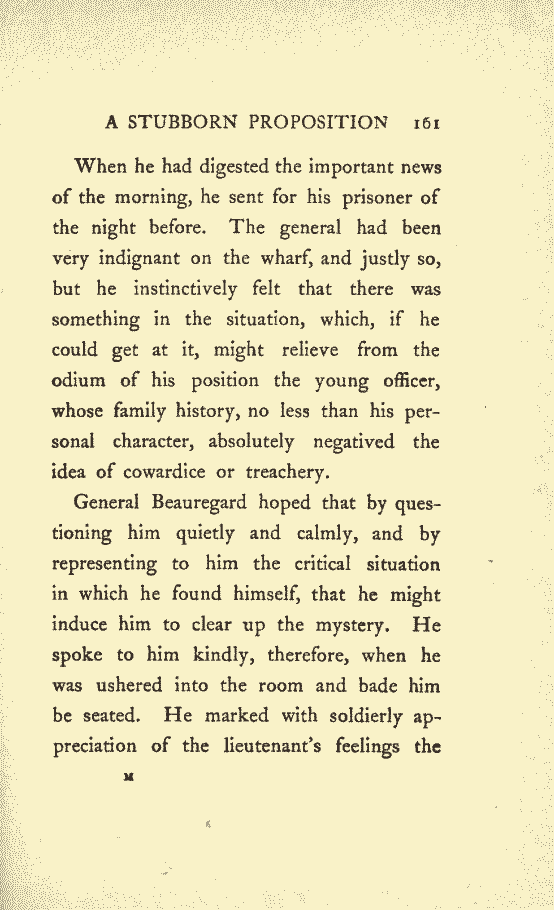 A STUBBORN PROPOSITION 161
When he had digested the important news
of the morning, he sent for his prisoner of
the night before. The general had been
very indignant on the wharf, and justly so,
but he instinctively felt that there was
something in the situation, which, if he
could get at it, might relieve from the
odium of his position the young officer,
whose family history, no less than his per-
sonal character, absolutely negatived the
idea of cowardice or treachery.
General Beauregard hoped that by ques-
tioning him quietly and calmly, and by
representing to him the critical situation
in which he found himself, that he might
induce him to clear up the mystery. He
spoke to him kindly, therefore, when he
was ushered into the room and bade him
be seated. He marked with soldierly ap-
preciation of the lieutenant's feelings the
M